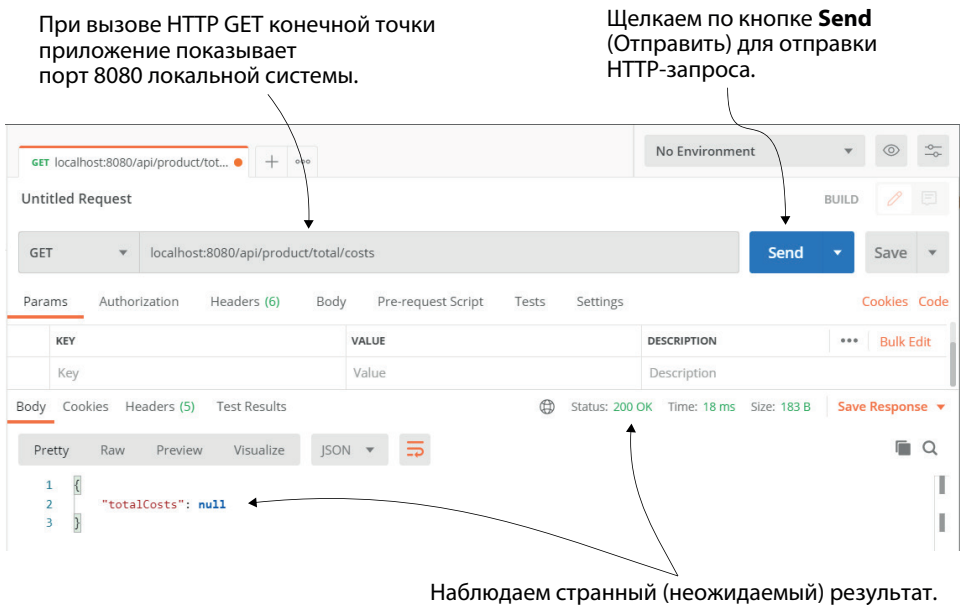 При вызове HTTP GET конечной точки
приложение показывает
порт 8080 локальной системы.
Щелкаем по кнопке Send
(Отправить) для отправки
HTTP-запроса.
GET localhost:8080/api/product/tot...
No Environment
Untitled Request
BUILD
GET localhost:8080/api/product/total/costs Send Save
Params Authorization Headers (6) Body Pre-request Script Tests Settings Cookies Code
KEY VALUE DESCRIPTION Bulk Edit
Key Value Description
Body Cookies Headers (5) Test Results Status: 200 OK Time: 18 ms Size: 183 B Save Response
Pretty Raw Preview Visualize JSON
1 {
2 "totalCosts": null
3 }
Наблюдаем странный (неожидаемый) результат.